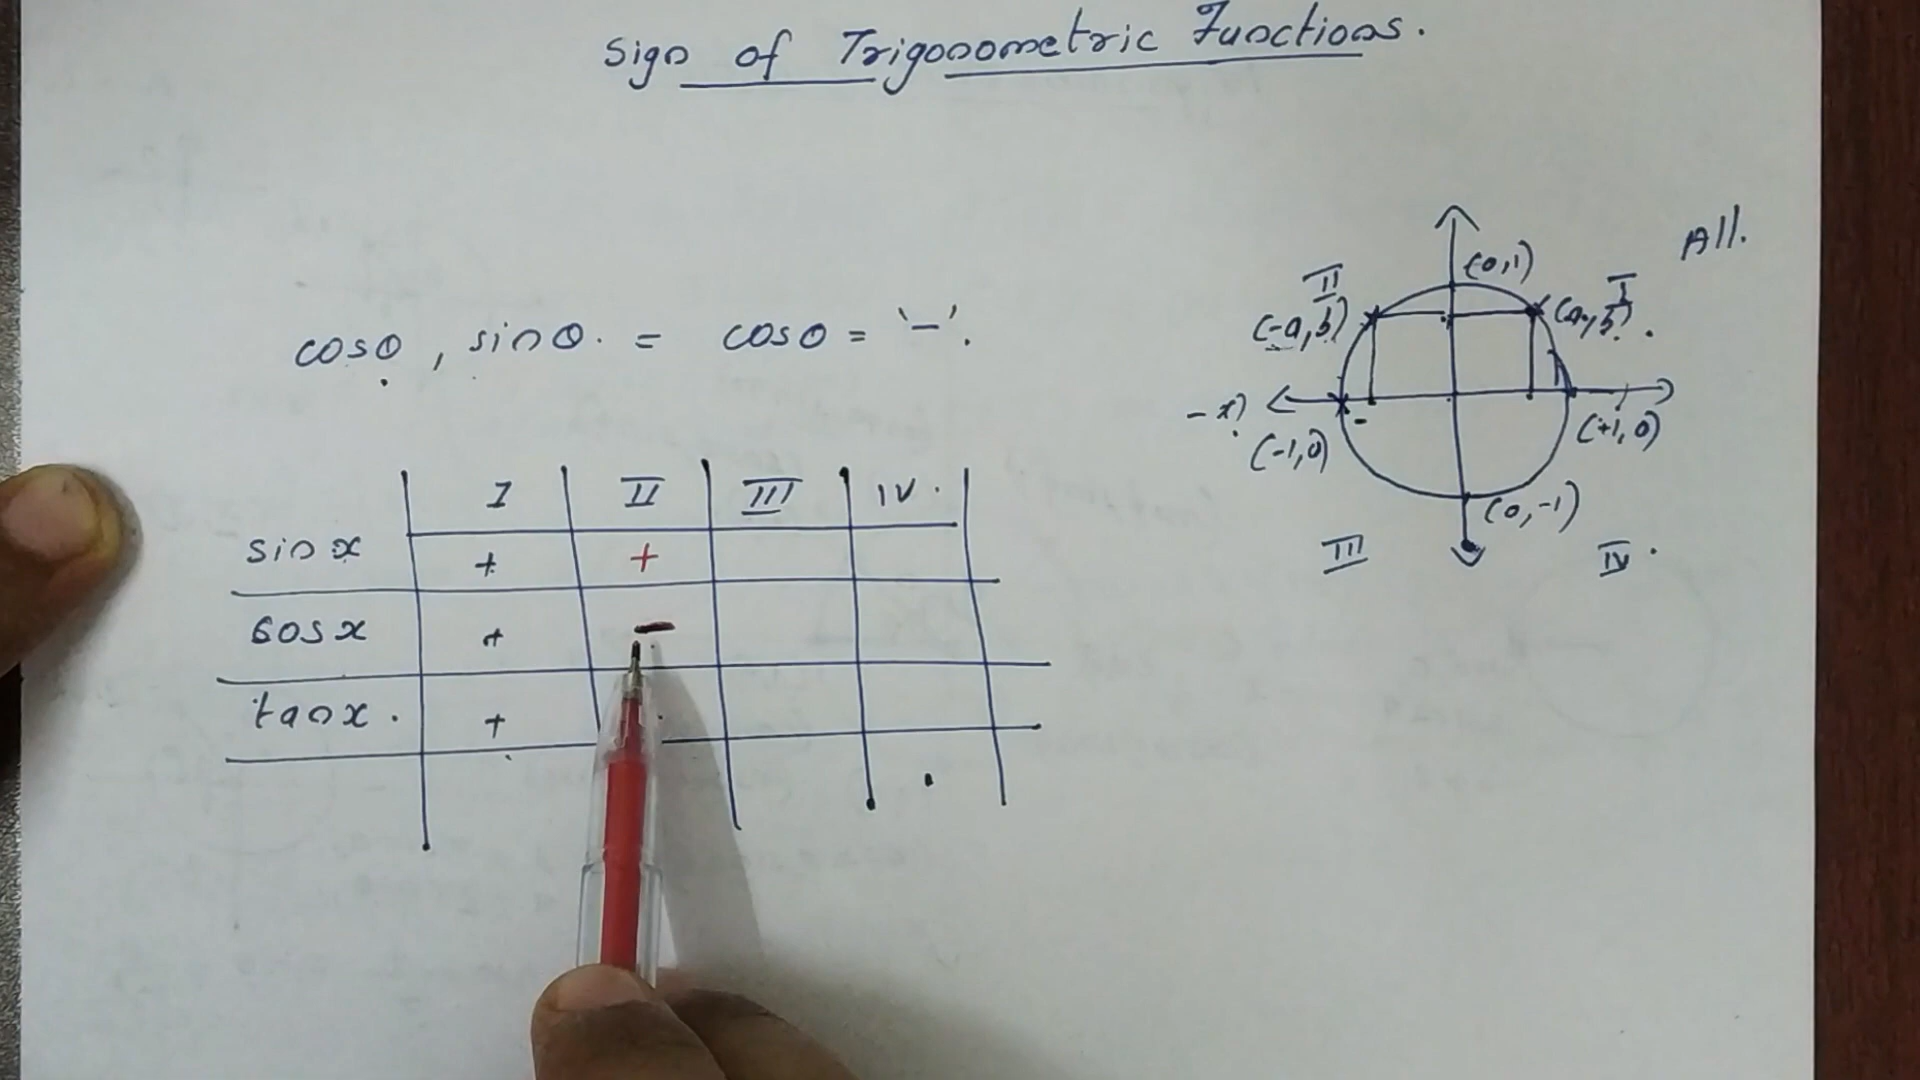 Sign of Trigonometric Functions.
All.
(0,1)
II
I
(-a,b)
(a,b).
cosθ, sinθ. = cosθ = '-'.
-x)
(-1,0)
(+1,0)
(0,-1)
III
IV.
I II III IV.
sin x + +
cos x + -
tan x. +